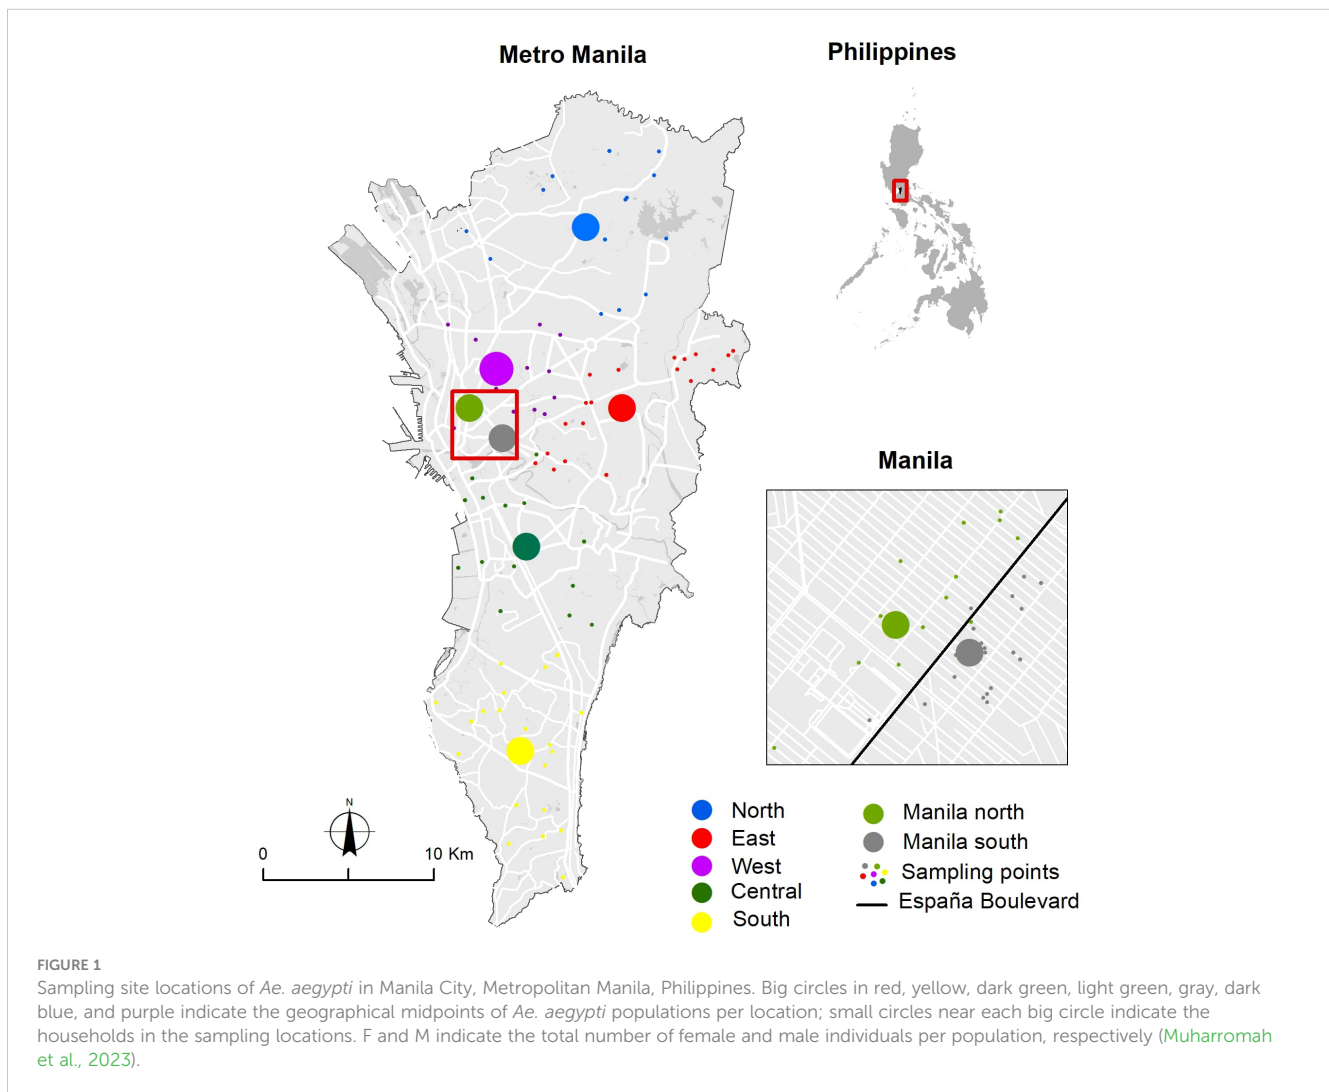 Metro Manila
Philippines
Manila
N
0
10 Km
North
East
West
Central
South
Manila north
Manila south
Sampling points
España Boulevard
FIGURE 1
Sampling site locations of Ae. aegypti in Manila City, Metropolitan Manila, Philippines. Big circles in red, yellow, dark green, light green, gray, dark
blue, and purple indicate the geographical midpoints of Ae. aegypti populations per location; small circles near each big circle indicate the
households in the sampling locations. F and M indicate the total number of female and male individuals per population, respectively (Muharromah
et al., 2023).